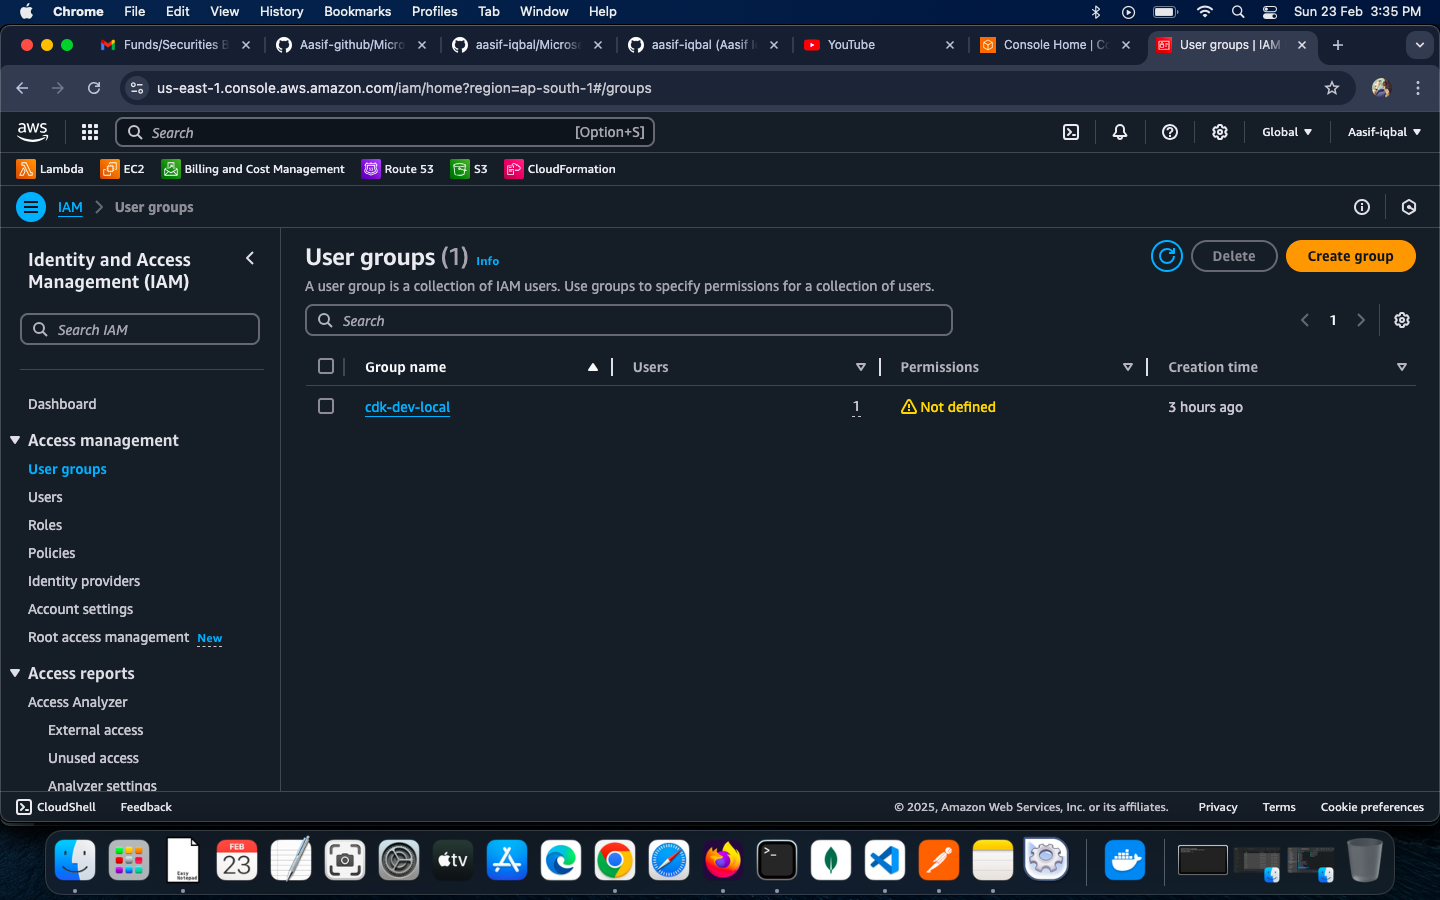 Chrome File Edit View History Bookmarks Profiles Tab Window Help Sun 23 Feb 3:35 PM
Funds/Securities B Aasif-github/Micro aasif-iqbal/Micros aasif-iqbal (Aasif YouTube Console Home | C User groups | IAM
us-east-1.console.aws.amazon.com/iam/home?region=ap-south-1#/groups
aws Search [Option+S] Global Aasif-iqbal
Lambda EC2 Billing and Cost Management Route 53 S3 CloudFormation
IAM User groups
Identity and Access
Management (IAM)
Search IAM
Dashboard
Access management
User groups
Users
Roles
Policies
Identity providers
Account settings
Root access management New
Access reports
Access Analyzer
External access
Unused access
Analyzer settings
User groups (1) Info
Delete Create group
A user group is a collection of IAM users. Use groups to specify permissions for a collection of users.
Search 1
Group name Users Permissions Creation time
cdk-dev-local 1 Not defined 3 hours ago
CloudShell Feedback © 2025, Amazon Web Services, Inc. or its affiliates. Privacy Terms Cookie preferences
Easy
Notepad
FEB
23
tv
>_